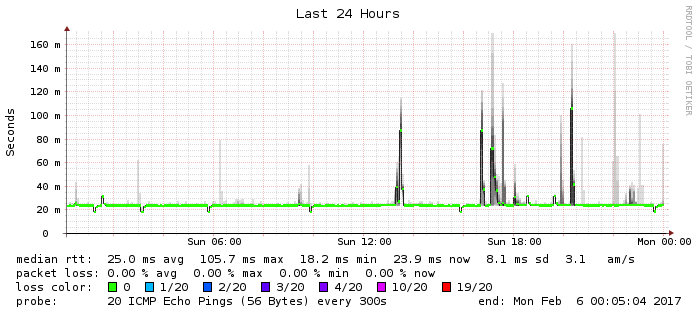 Last 24 Hours
RRDTOOL / TOBI OETIKER
Seconds
160 m
140 m
120 m
100 m
80 m
60 m
40 m
20 m
0
Sun 06:00 Sun 12:00 Sun 18:00 Mon 00:00
median rtt: 25.0 ms avg 105.7 ms max 18.2 ms min 23.9 ms now 8.1 ms sd 3.1 am/s
packet loss: 0.00 % avg 0.00 % max 0.00 % min 0.00 % now
loss color: 0 1/20 2/20 3/20 4/20 10/20 19/20
probe: 20 ICMP Echo Pings (56 Bytes) every 300s end: Mon Feb 6 00:05:04 2017